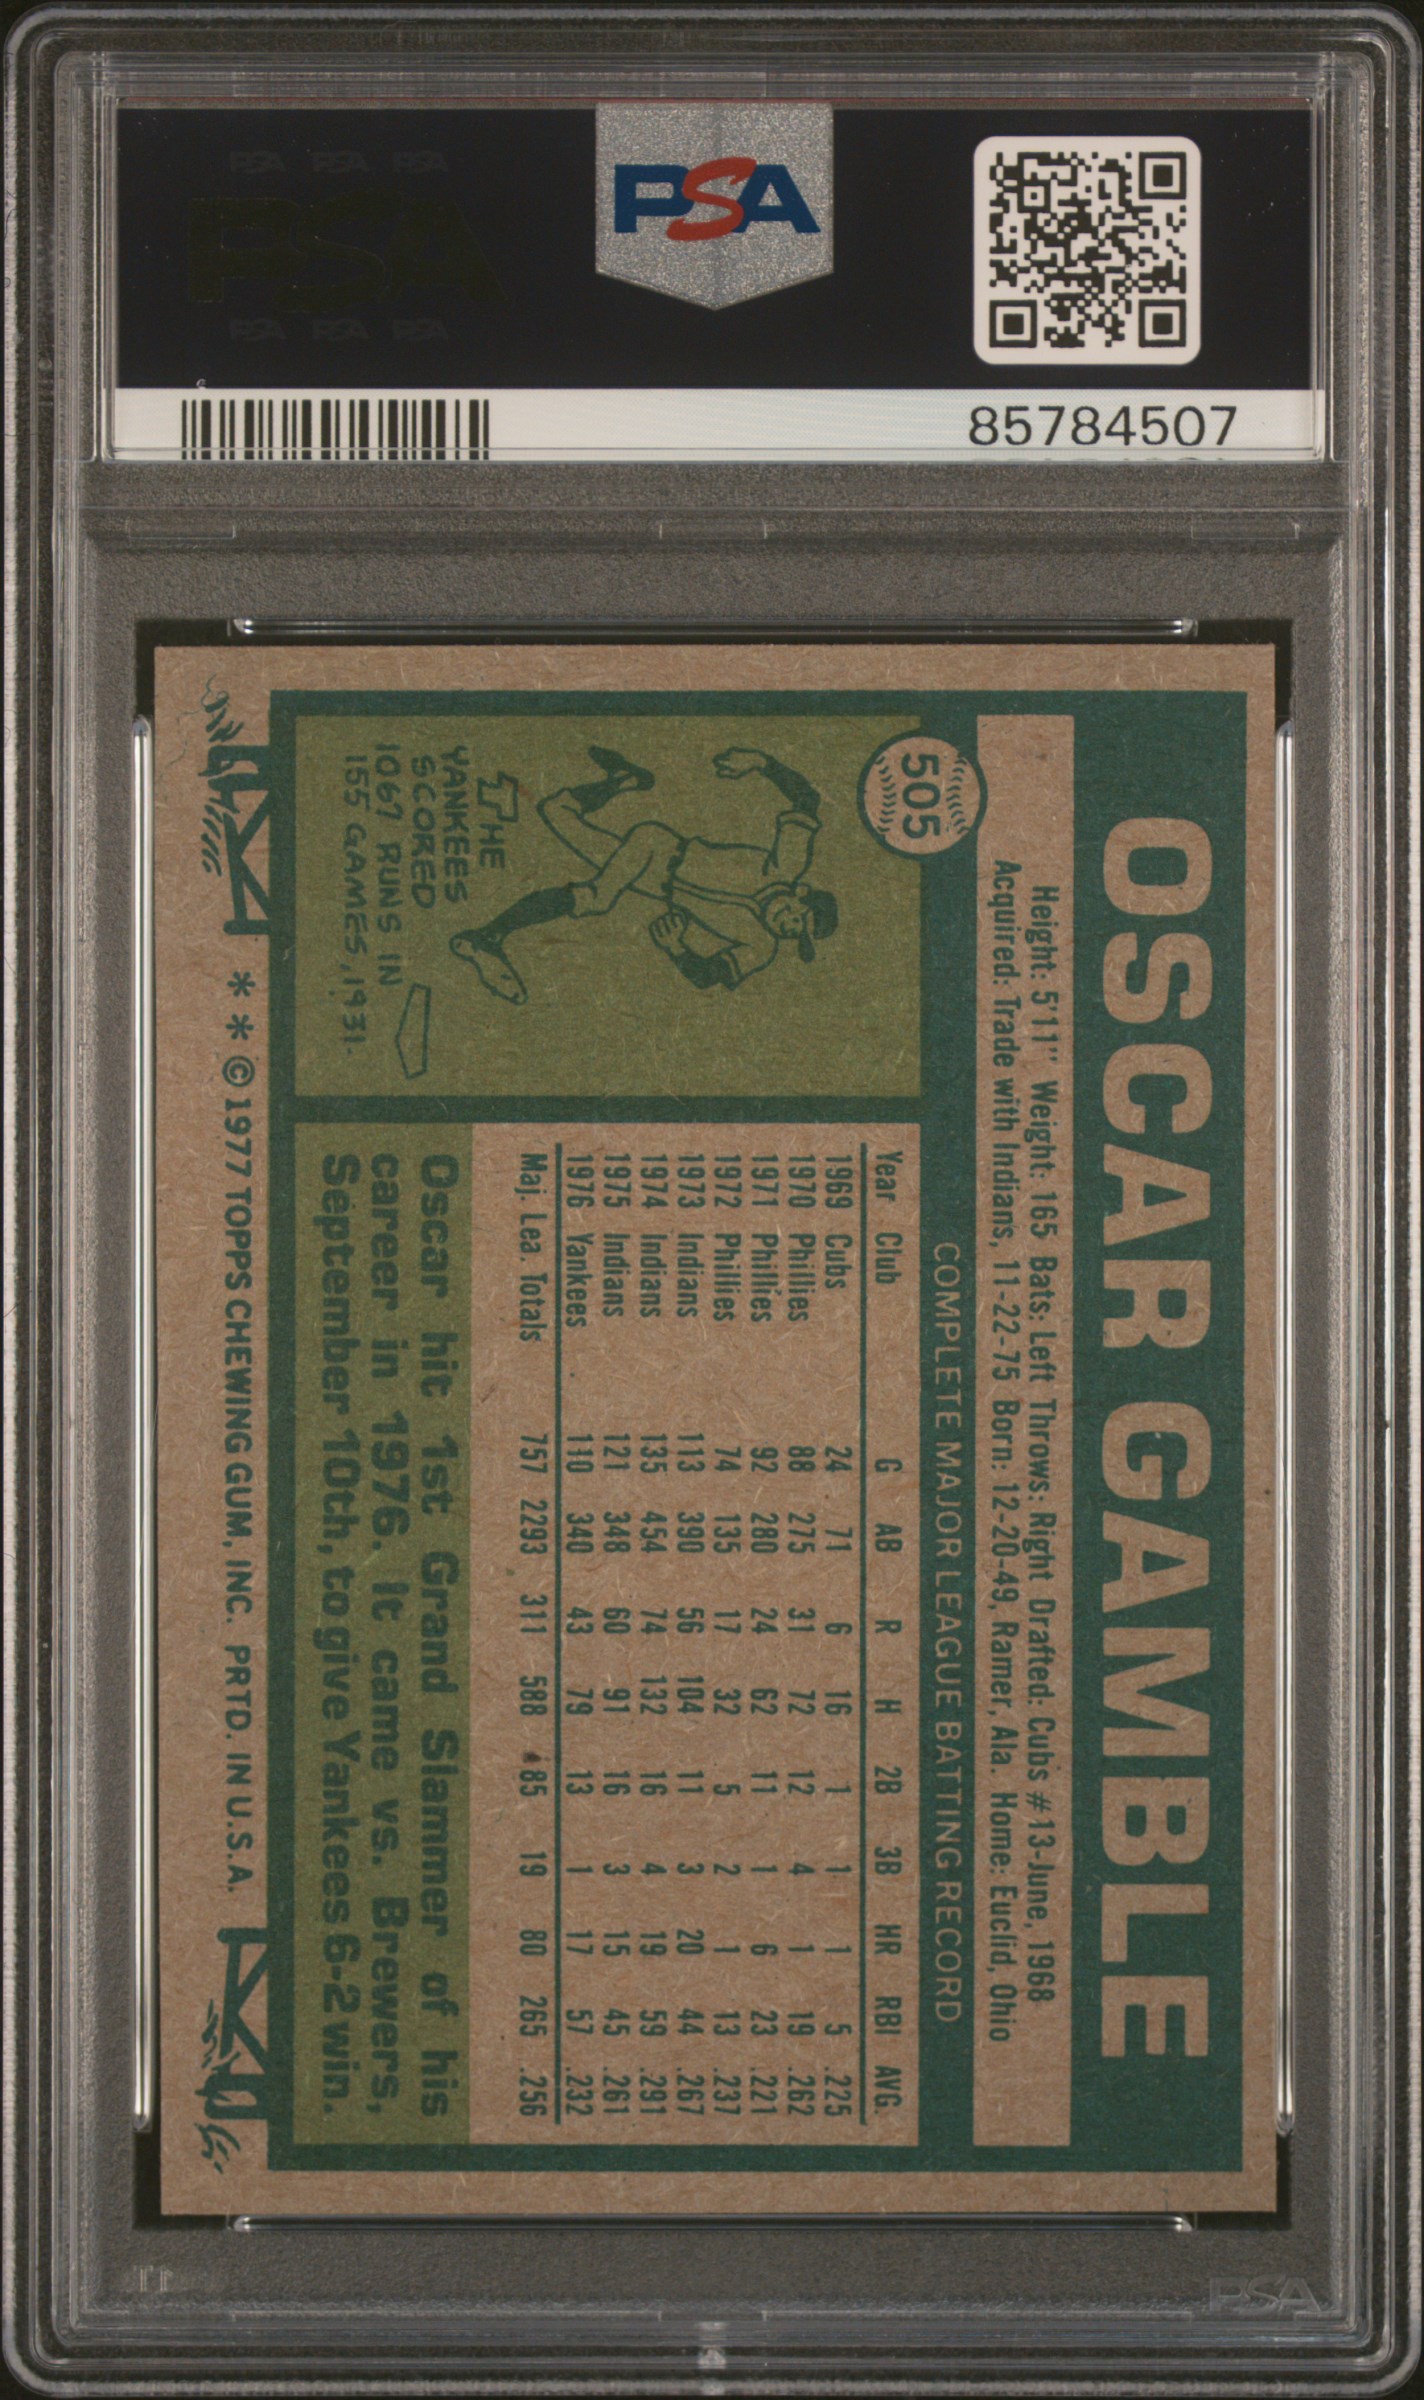 PSA
85784507
OSCAR GAMBLE
Height: 5'11" Weight: 165 Bats: Left Throws: Right Drafted: Cubs #13-June, 1968
Acquired: Trade with Indians, 11-22-75 Born: 12-20-49, Ramer, Ala. Home: Euclid, Ohio
505
COMPLETE MAJOR LEAGUE BATTING RECORD
Year Club G AB R H 2B 3B HR RBI AVG.
1969 Cubs 24 71 6 16 1 1 1 5 .225
1970 Phillies 88 275 31 72 12 4 1 19 .262
1971 Phillies 92 280 24 62 11 1 6 23 .221
1972 Phillies 74 135 17 32 5 2 1 13 .237
1973 Indians 113 390 56 104 11 3 20 44 .267
1974 Indians 135 454 74 132 16 4 19 59 .291
1975 Indians 121 348 60 91 16 3 15 45 .261
1976 Yankees 110 340 43 79 13 1 17 57 .232
Maj. Lea. Totals 757 2293 311 588 85 19 80 265 .256
THE
YANKEES
SCORED
1067 RUNS IN
155 GAMES, 1931.
Oscar hit 1st Grand Slammer of his
career in 1976. It came vs. Brewers,
September 10th, to give Yankees 6-2 win.
** © 1977 TOPPS CHEWING GUM, INC. PRTD. IN U.S.A.
PSA